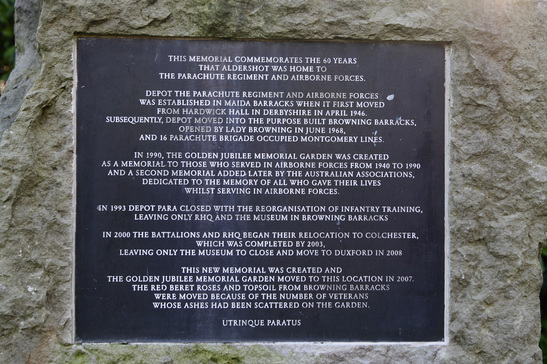 THIS MEMORIAL COMMEMORATES THE 60 YEARS
THAT ALDERSHOT WAS HOME TO
THE PARACHUTE REGIMENT AND AIRBORNE FORCES.
DEPOT THE PARACHUTE REGIMENT AND AIRBORNE FORCES
WAS ESTABLISHED IN MAIDA BARRACKS WHEN IT FIRST MOVED
FROM HARDWICK HALL IN DERBYSHIRE IN APRIL 1946.
SUBSEQUENTLY, DEPOT MOVED INTO THE PURPOSE BUILT BROWNING BARRACKS,
OPENED BY LADY BROWNING IN JUNE 1968,
AND 16 PARACHUTE BRIGADE OCCUPIED MONTGOMERY LINES.
IN 1990, THE GOLDEN JUBILEE MEMORIAL GARDEN WAS CREATED
AS A MEMORIAL TO THOSE WHO SERVED IN AIRBORNE FORCES FROM 1940 TO 1990
AND A SECOND MEMORIAL ADDED LATER BY THE AUSTRALIAN ASSOCIATIONS,
DEDICATED TO THE MEMORY OF ALL WHO GAVE THEIR LIVES
WHILST SERVING IN AIRBORNE FORCES.
IN 1993 DEPOT PARA CLOSED WITH THE REORGANISATION OF INFANTRY TRAINING,
LEAVING ONLY RHQ AND THE MUSEUM IN BROWNING BARRACKS
IN 2000 THE BATTALIONS AND RHQ BEGAN THEIR RELOCATION TO COLCHESTER,
WHICH WAS COMPLETED BY 2003,
LEAVING ONLY THE MUSEUM TO CLOSE AND MOVE TO DUXFORD IN 2008
THIS NEW MEMORIAL WAS CREATED AND
THE GOLDEN JUBILEE MEMORIAL GARDEN MOVED TO THIS LOCATION IN 2007.
THE RED BERET ROSES AND TOPSOIL FROM BROWNING BARRACKS
WERE MOVED BECAUSE OF THE NUMBER OF VETERANS
WHOSE ASHES HAD BEEN SCATTERED ON THE GARDEN.
UTRINQUE PARATUS